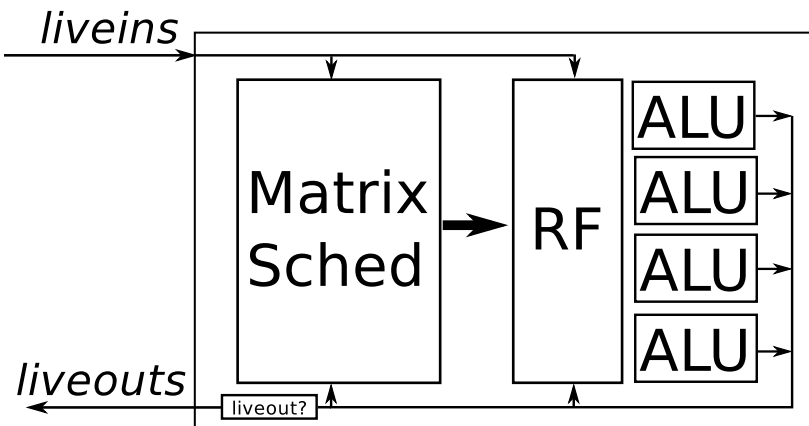 liveins
Matrix
Sched
RF
ALU
ALU
ALU
ALU
liveouts
liveout?